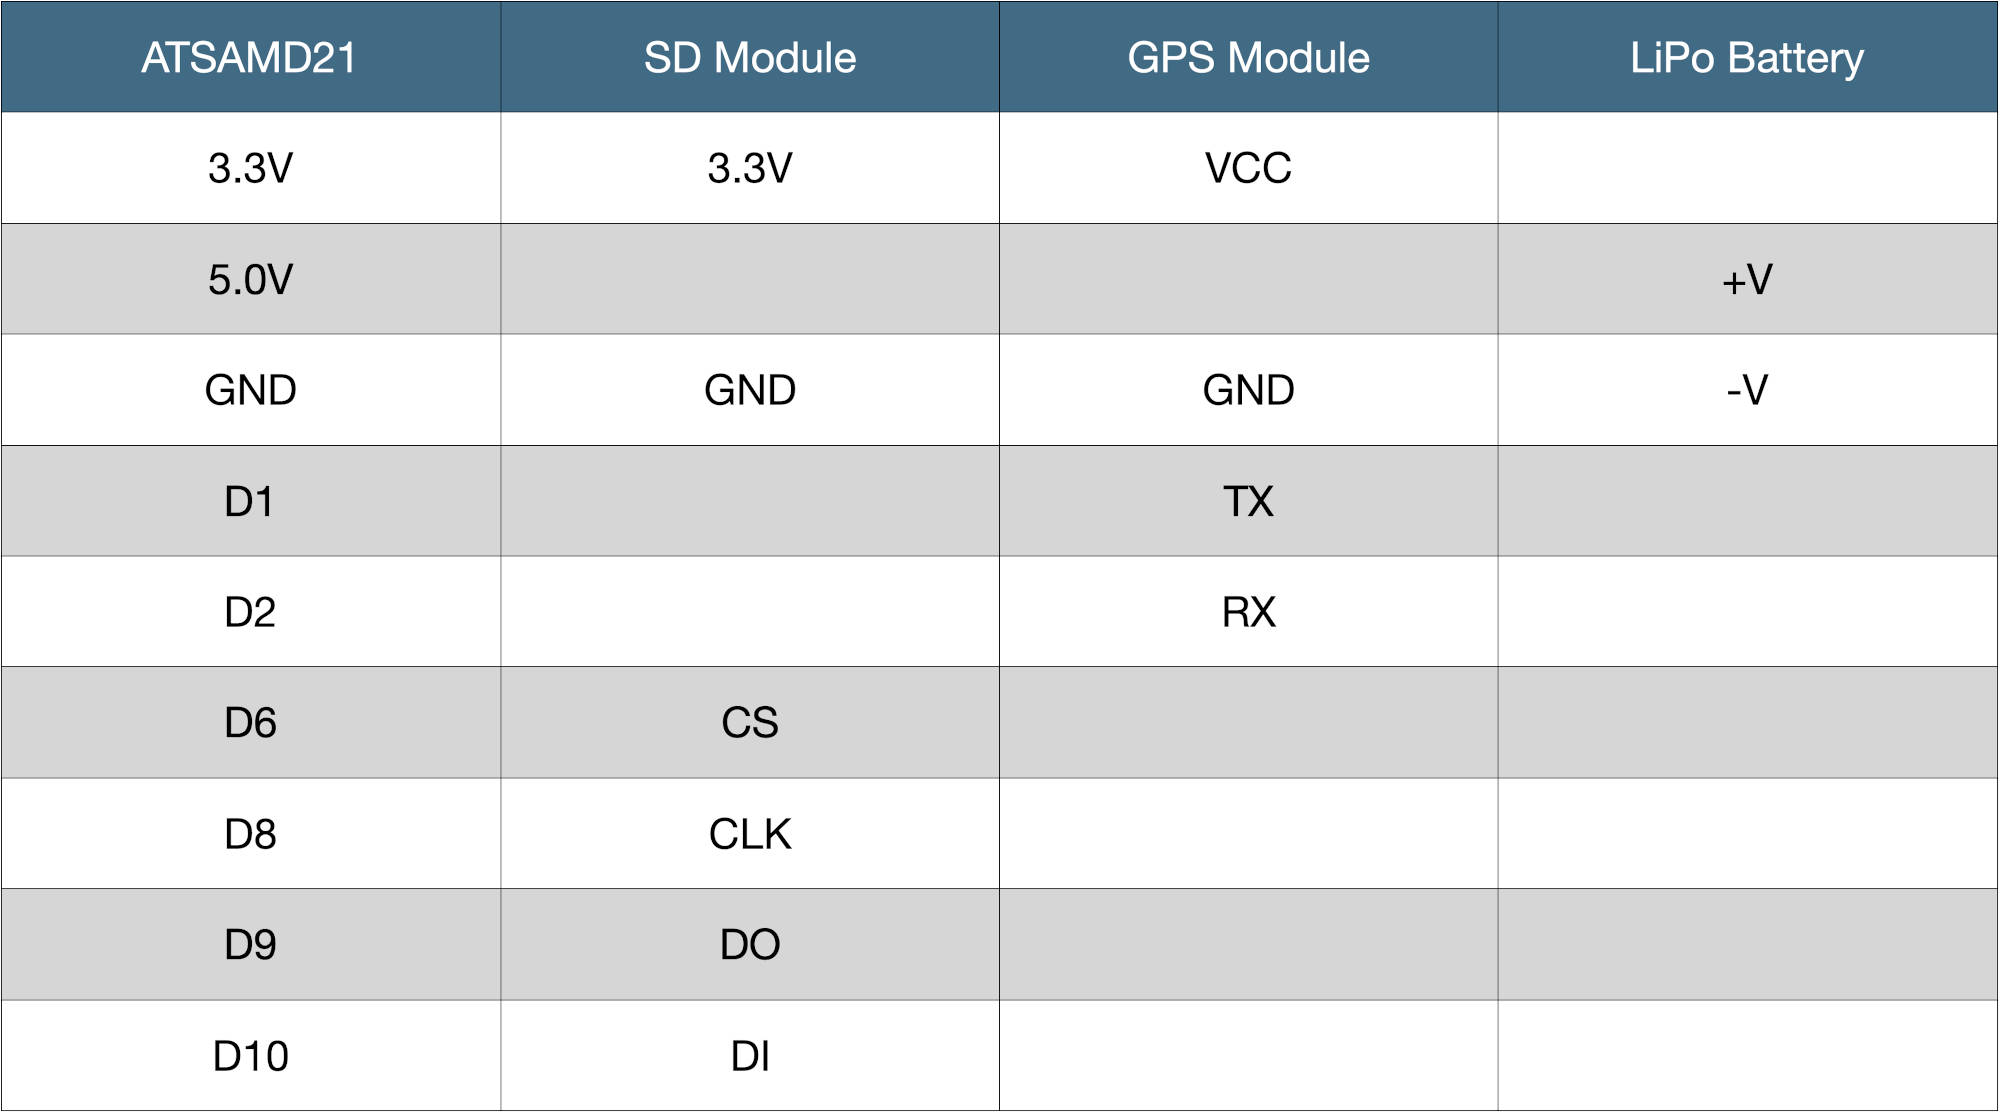 ATSAMD21 SD Module GPS Module LiPo Battery
3.3V 3.3V VCC
5.0V +V
GND GND GND -V
D1 TX
D2 RX
D6 CS
D8 CLK
D9 DO
D10 DI